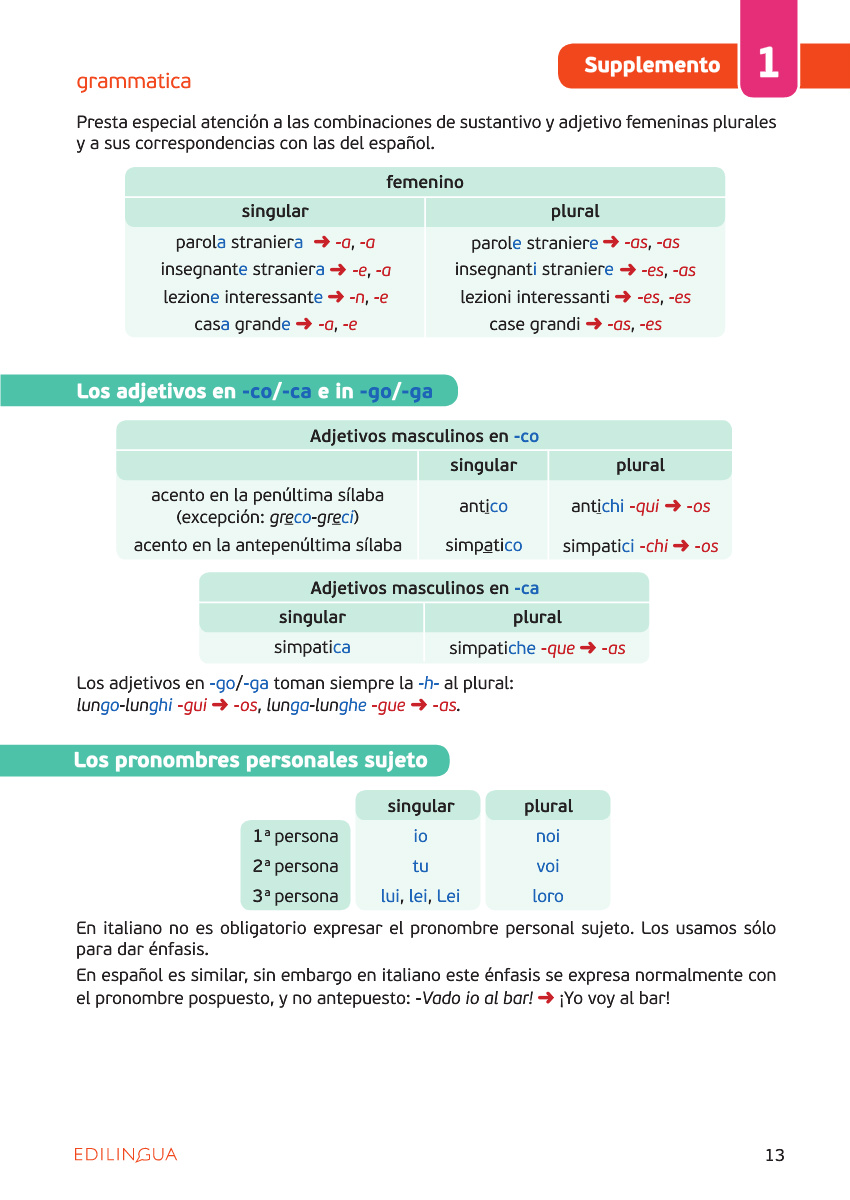 Supplemento 1
grammatica
Presta especial atención a las combinaciones de sustantivo y adjetivo femeninas plurales
y a sus correspondencias con las del español.
femenino
singular plural
parola straniera ➜ -a, -a parole straniere ➜ -as, -as
insegnante straniera ➜ -e, -a insegnanti straniere ➜ -es, -as
lezione interessante ➜ -n, -e lezioni interessanti ➜ -es, -es
casa grande ➜ -a, -e case grandi ➜ -as, -es
Los adjetivos en -co/-ca e in -go/-ga
Adjetivos masculinos en -co
singular plural
acento en la penúltima sílaba
(excepción: greco-greci)
antico antichi -qui ➜ -os
acento en la antepenúltima sílaba simpatico simpatici -chi ➜ -os
Adjetivos masculinos en -ca
singular plural
simpatica simpatiche -que ➜ -as
Los adjetivos en -go/-ga toman siempre la -h- al plural:
lungo-lunghi -gui ➜ -os, lunga-lunghe -gue ➜ -as.
Los pronombres personales sujeto
singular plural
1ª persona io noi
2ª persona tu voi
3ª persona lui, lei, Lei loro
En italiano no es obligatorio expresar el pronombre personal sujeto. Los usamos sólo
para dar énfasis.
En español es similar, sin embargo en italiano este énfasis se expresa normalmente con
el pronombre pospuesto, y no antepuesto: -Vado io al bar! ➜ ¡Yo voy al bar!
EDILINGUA 13